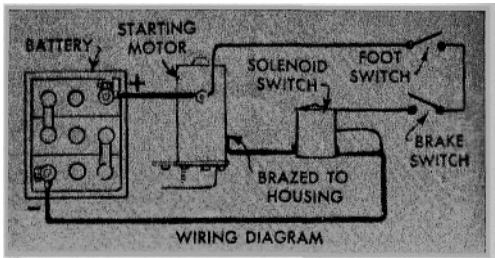 BATTERY
STARTING
MOTOR
SOLENOID
SWITCH
FOOT
SWITCH
BRAKE
SWITCH
+
BRAZED TO
HOUSING
-
WIRING DIAGRAM